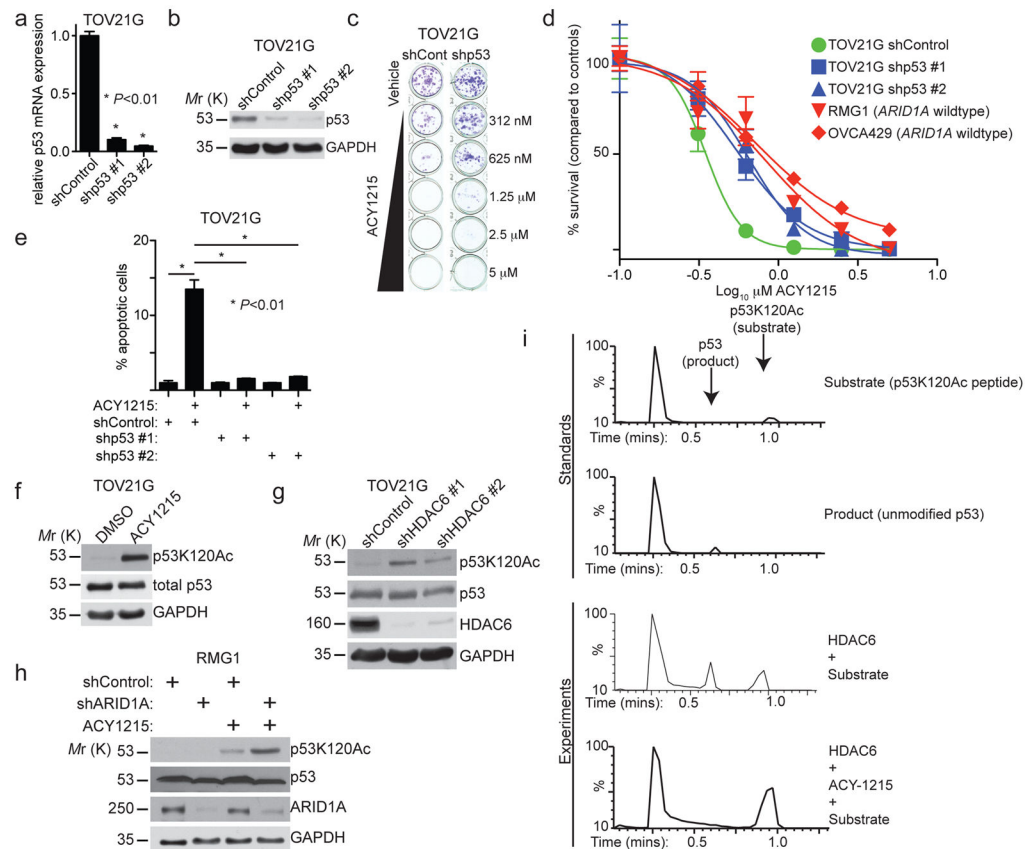 a
TOV21G
relative p53 mRNA expression
1.0
0.5
0.0
* P<0.01
*
*
shControl
shp53 #1
shp53 #2
b
TOV21G
shControl
shp53 #1
shp53 #2
Mr (K)
53
p53
35
GAPDH
c
TOV21G
shCont shp53
Vehicle
ACY1215
312 nM
625 nM
1.25 µM
2.5 µM
5 µM
d
% survival (compared to controls)
100
50
-1.0
-0.5
0.0
0.5
1.0
Log10 µM ACY1215
TOV21G shControl
TOV21G shp53 #1
TOV21G shp53 #2
RMG1 (ARID1A wildtype)
OVCA429 (ARID1A wildtype)
e
TOV21G
% apoptotic cells
20
15
10
5
0
*
*
*
* P<0.01
ACY1215: + + +
shControl: + +
shp53 #1: + +
shp53 #2: + +
f
TOV21G
DMSO
ACY1215
Mr (K)
53
p53K120Ac
53
total p53
35
GAPDH
g
TOV21G
shControl
shHDAC6 #1
shHDAC6 #2
Mr (K)
53
p53K120Ac
53
p53
160
HDAC6
35
GAPDH
h
RMG1
shControl: + +
shARID1A: + +
ACY1215: + +
Mr (K)
53
p53K120Ac
53
p53
250
ARID1A
35
GAPDH
i
p53K120Ac
(substrate)
p53
(product)
Standards
100
%
10
Time (mins): 0.5 1.0
Substrate (p53K120Ac peptide)
100
%
10
Time (mins): 0.5 1.0
Product (unmodified p53)
Experiments
100
%
10
Time (mins): 0.5 1.0
HDAC6
+
Substrate
100
%
10
Time (mins): 0.5 1.0
HDAC6
+
ACY-1215
+
Substrate